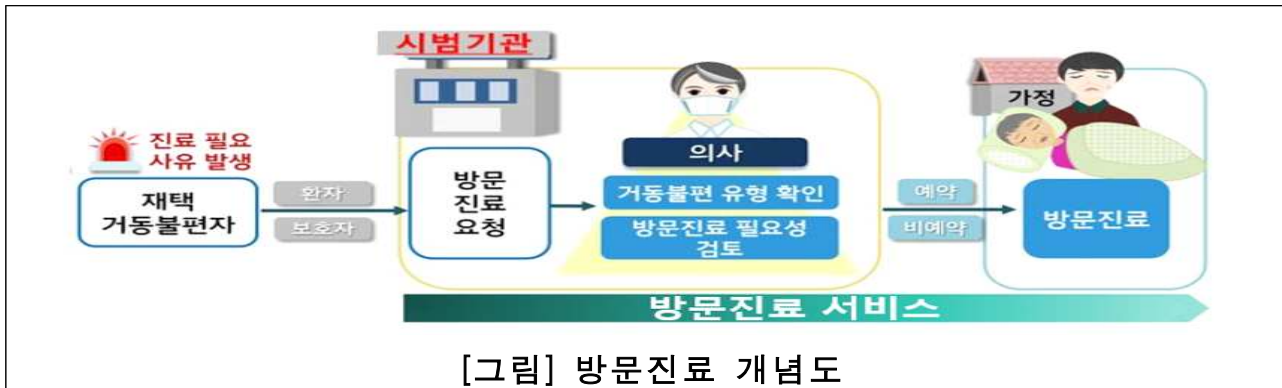 시범기관
가정
진료 필요
사유 발생
재택
거동불편자
환자
보호자
방문
진료
요청
의사
거동불편 유형 확인
방문진료 필요성
검토
예약
비예약
방문진료
방문진료 서비스
[그림] 방문진료 개념도